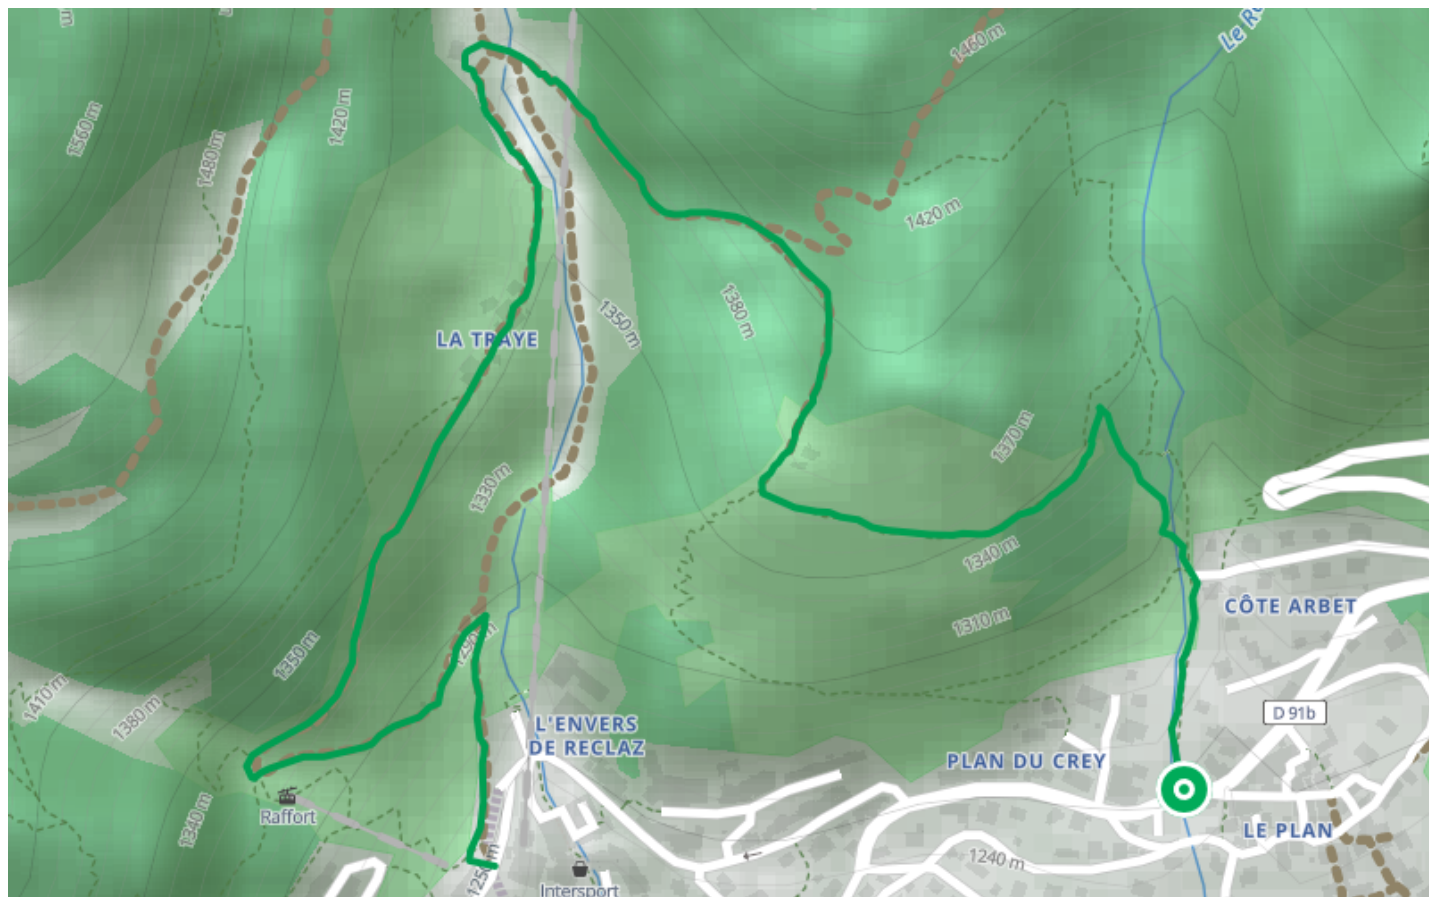 1460 m
Le R
1560 m
1420 m
1480 m
1420 m
1380 m
1350 m
LA TRAYE
1370 m
1330 m
1340 m
CÔTE ARBET
1310 m
1290 m
1350 m
1410 m
1380 m
D 91b
L'ENVERS
DE RECLAZ
PLAN DU CREY
Raffort
1340 m
LE PLAN
1240 m
1250 m
Intersport